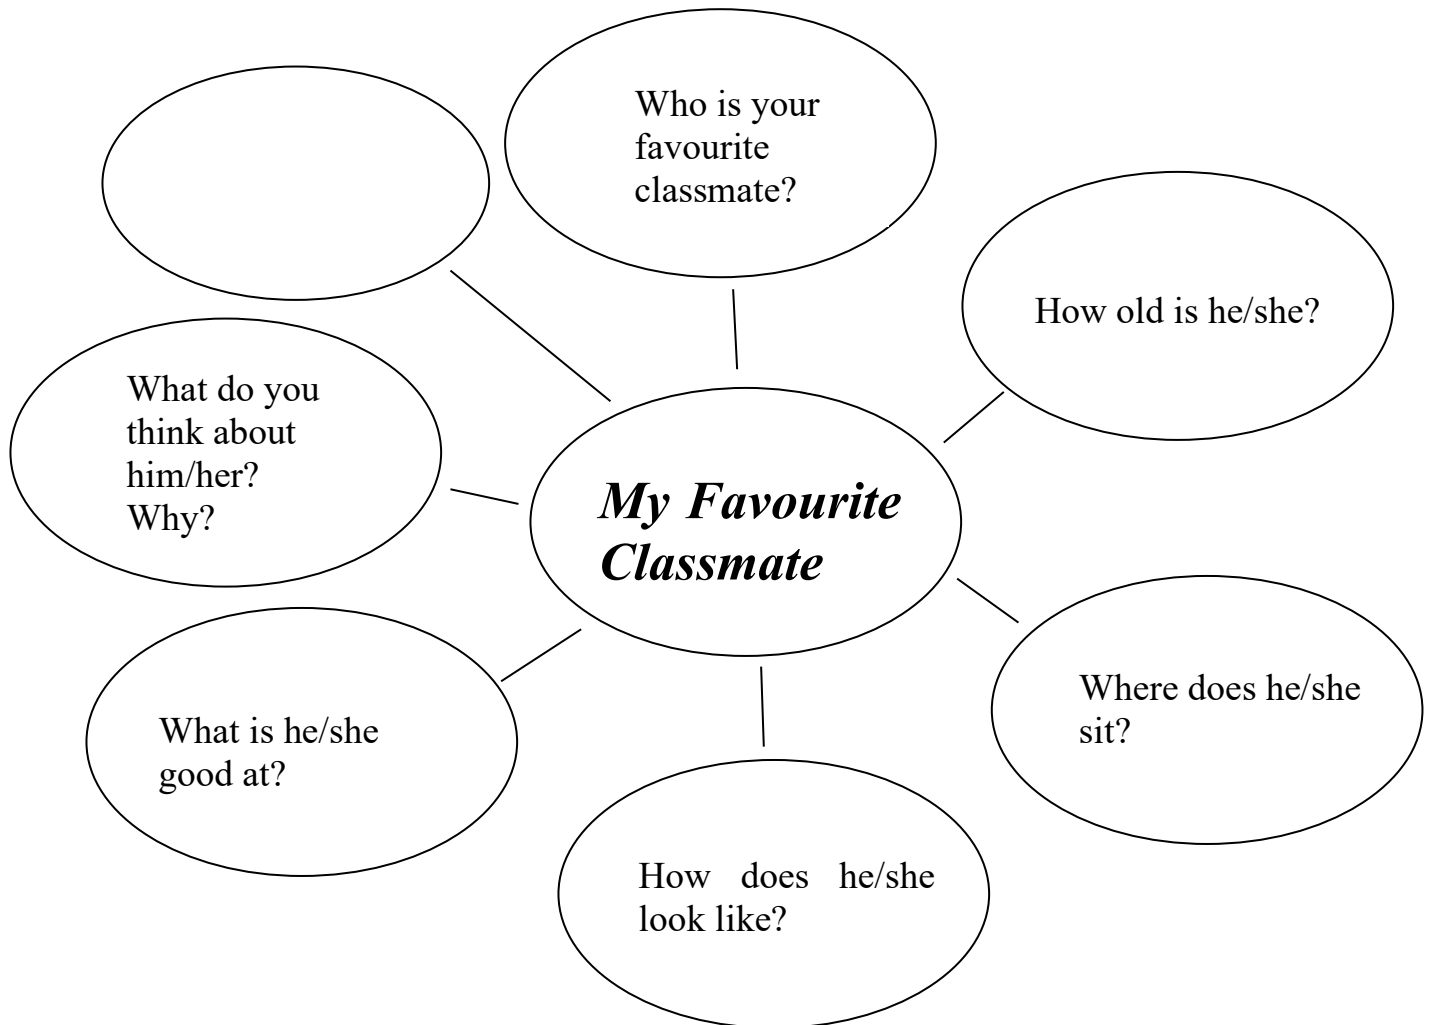 Who is your
favourite
classmate?
How old is he/she?
What do you
think about
him/her?
Why?
My Favourite
Classmate
Where does he/she
sit?
What is he/she
good at?
How does he/she
look like?